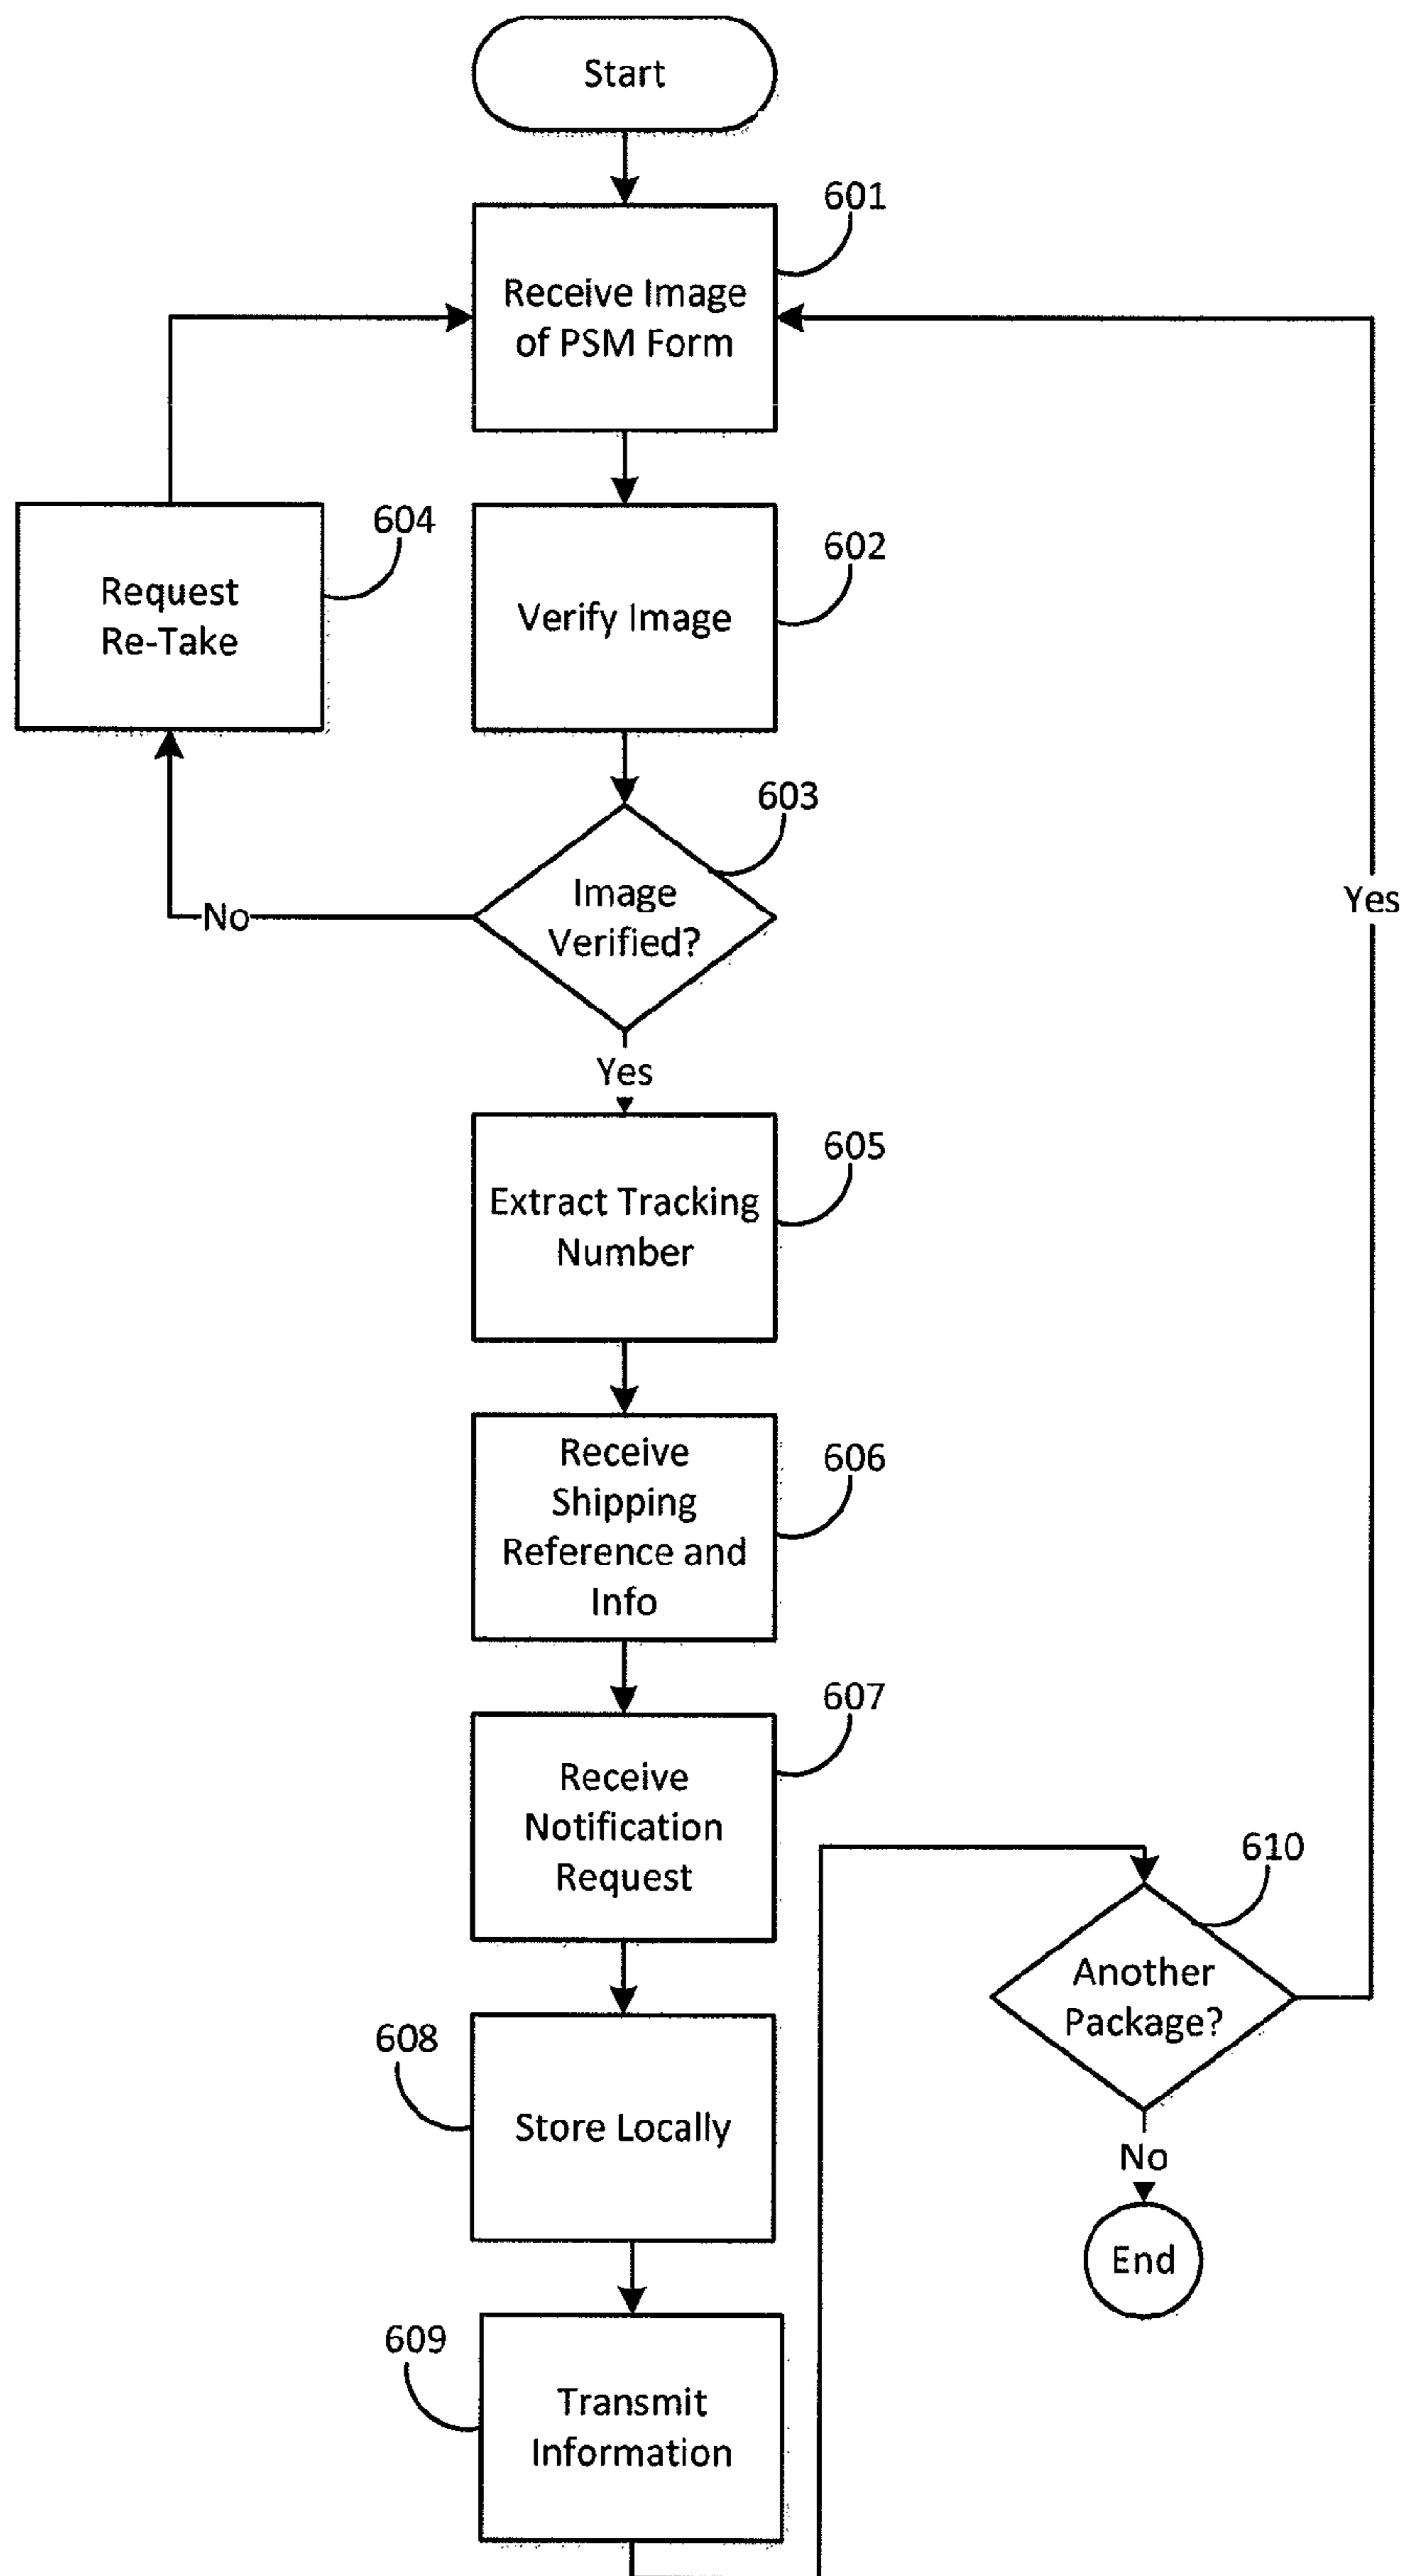 Start
601
Receive Image
of PSM Form
604
Request
Re-Take
602
Verify Image
603
Image
Verified?
No
Yes
Yes
605
Extract Tracking
Number
606
Receive
Shipping
Reference and
Info
607
Receive
Notification
Request
608
Store Locally
609
Transmit
Information
610
Another
Package?
No
End